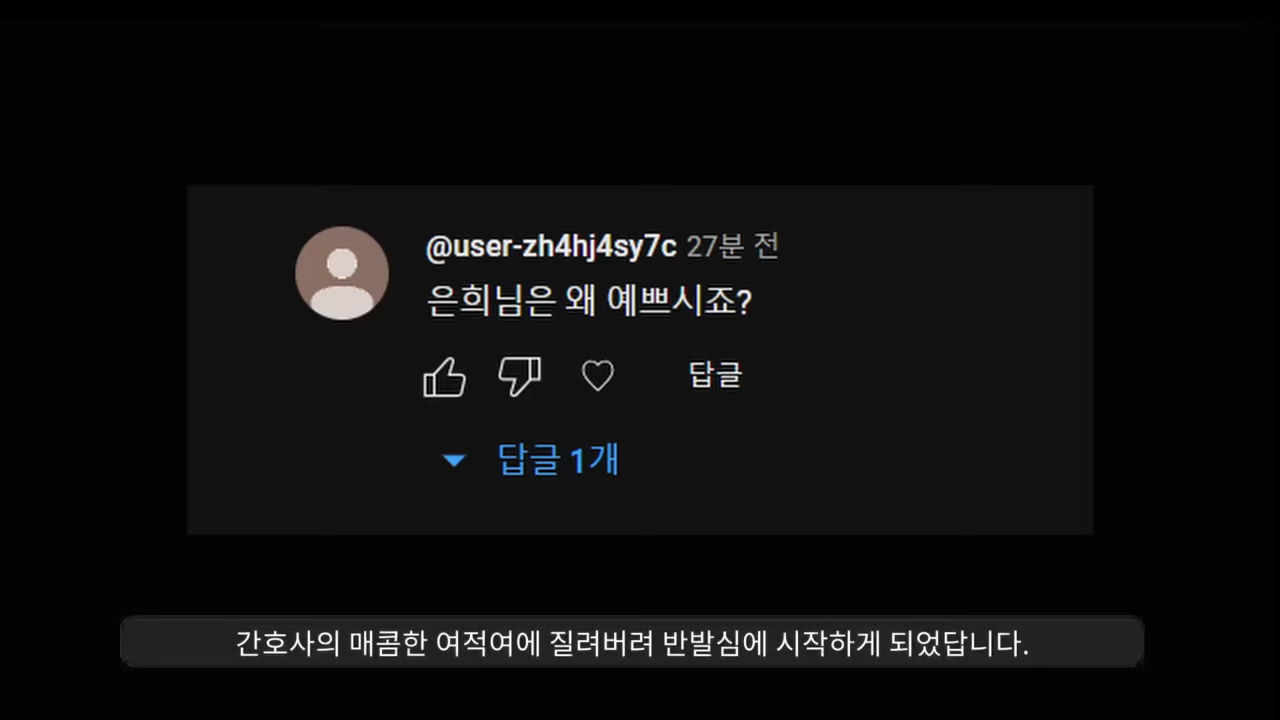 @user-zh4hj4sy7c 27분 전
은희님은 왜 예쁘시죠?
답글
답글 1개
간호사의 매콤한 여적여에 질려버려 반발심에 시작하게 되었답니다.